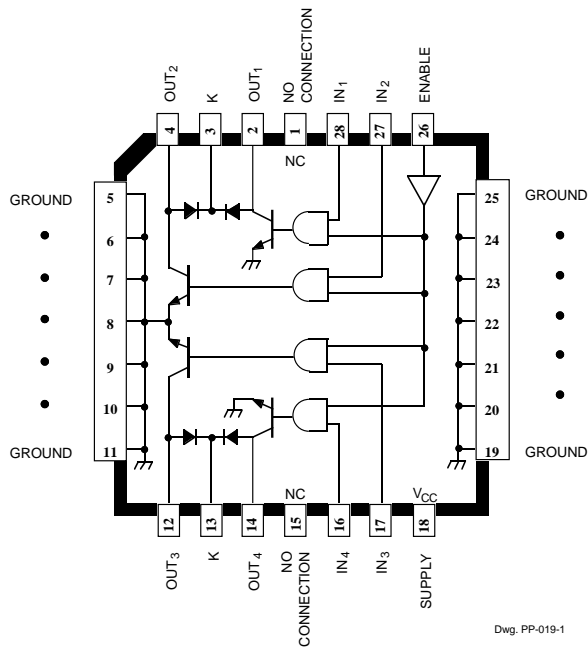 OUT2
K
OUT1
NO
CONNECTION
IN1
IN2
ENABLE
4
3
2
1
28
27
26
NC
GROUND
5
6
7
8
9
10
11
GROUND
25
GROUND
24
23
22
21
20
19
GROUND
NC
VCC
12
13
14
15
16
17
18
OUT3
K
OUT4
NO
CONNECTION
IN4
IN3
SUPPLY
Dwg. PP-019-1